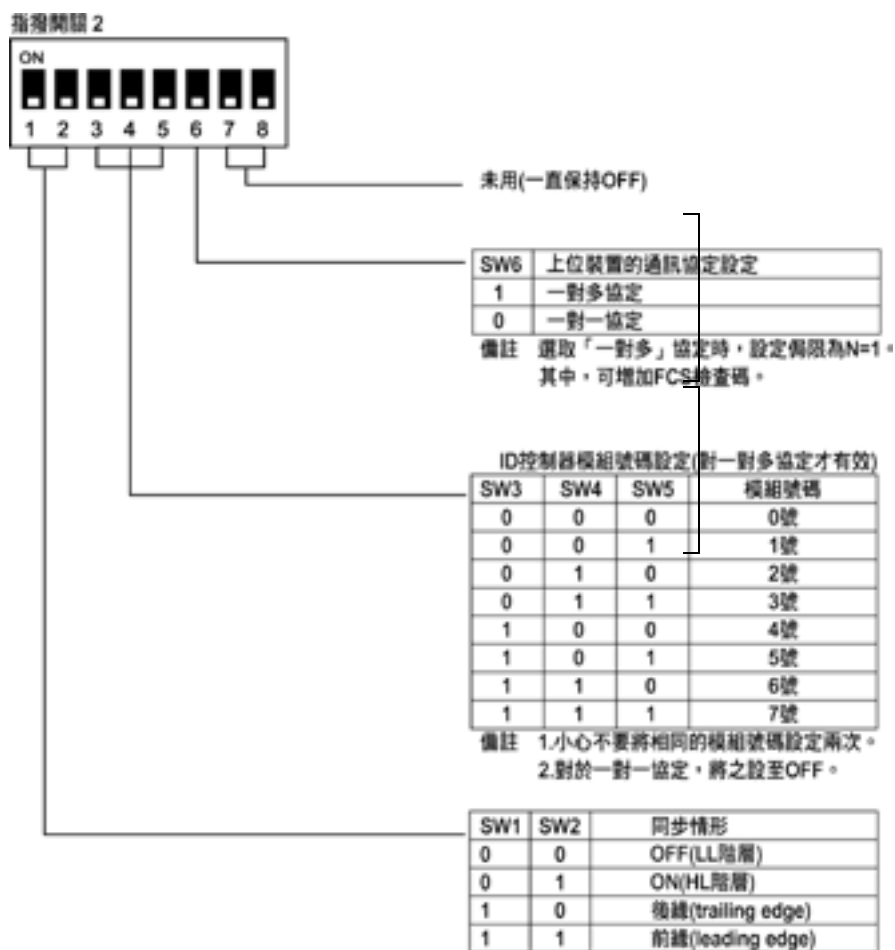 指撥開關 2
ON
1 2 3 4 5 6 7 8
未用(一直保持OFF)
SW6 上位裝置的通訊協定設定
1 一對多協定
0 一對一協定
備註 選取「一對多」協定時，設定侷限為N=1。
其中，可增加FCS檢查碼。
ID控制器模組號碼設定(對一對多協定才有效)
SW3 SW4 SW5 模組號碼
0 0 0 0號
0 0 1 1號
0 1 0 2號
0 1 1 3號
1 0 0 4號
1 0 1 5號
1 1 0 6號
1 1 1 7號
備註 1.小心不要將相同的模組號碼設定兩次。
2.對於一對一協定，將之設至OFF。
SW1 SW2 同步情形
0 0 OFF(LL階層)
0 1 ON(HL階層)
1 0 後緣(trailing edge)
1 1 前緣(leading edge)